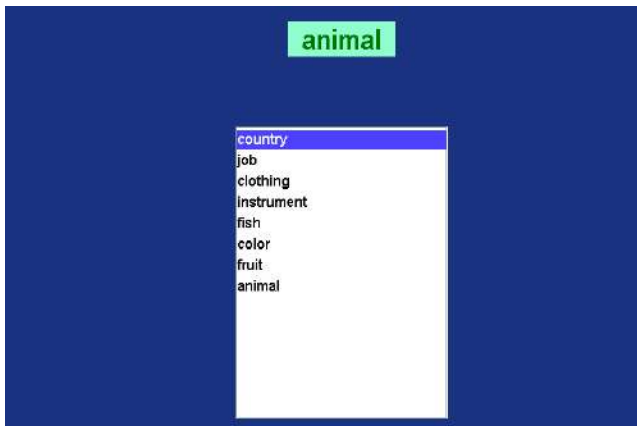 animal
country
job
clothing
instrument
fish
color
fruit
animal